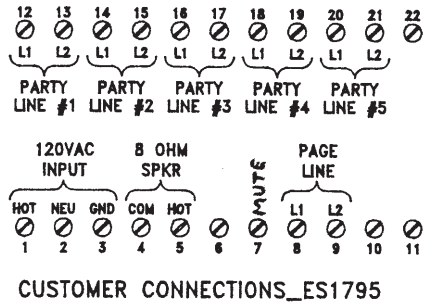 12 13 14 15 16 17 18 19 20 21 22
L1 L2 L1 L2 L1 L2 L1 L2 L1 L2
PARTY LINE #1
PARTY LINE #2
PARTY LINE #3
PARTY LINE #4
PARTY LINE #5
120VAC INPUT
8 OHM SPKR
MUTE
PAGE LINE
HOT NEU GND COM HOT L1 L2
1 2 3 4 5 6 7 8 9 10 11
CUSTOMER CONNECTIONS_ES1795